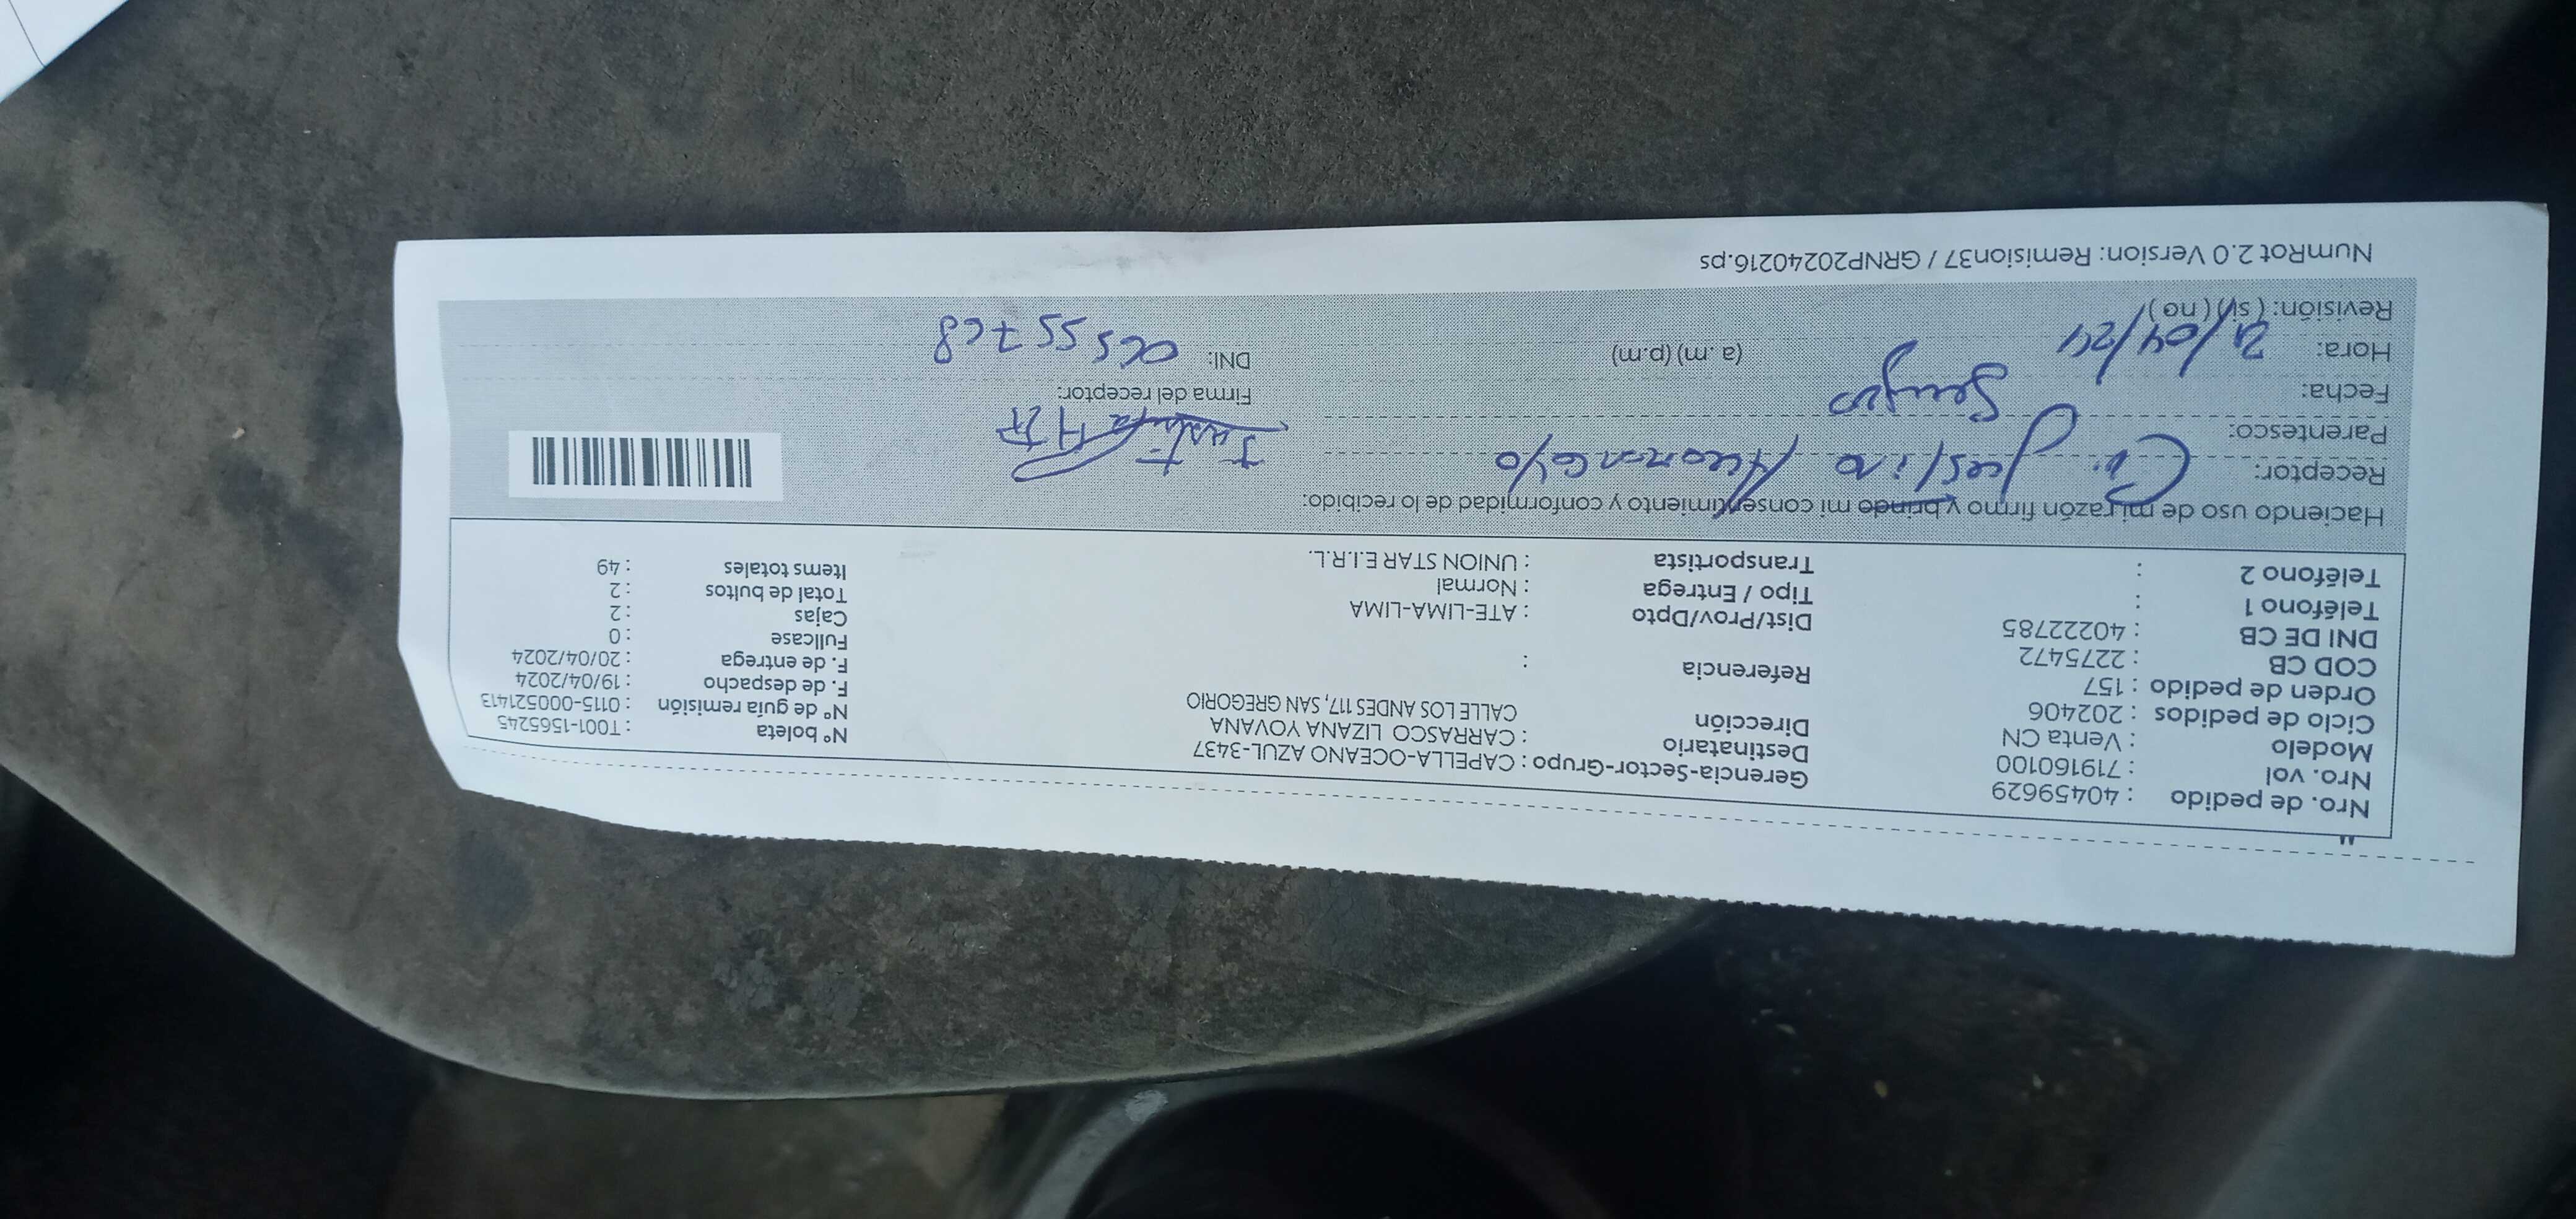 Nro. de pedido : 40459629
Nro. vol : 719160100
Modelo : Venta CN
Ciclo de pedidos : 202406
Orden de pedido : 157
COD CB : 2275472
DNI DE CB : 40222785
Teléfono 1 :
Teléfono 2 :
Gerencia-Sector-Grupo : CAPELLA-OCEANO AZUL-3437
Destinatario : CARRASCO LIZANA YOVANA
Dirección CALLE LOS ANDES 117, SAN GREGORIO
Referencia :
Dist/Prov/Dpto : ATE-LIMA-LIMA
Tipo / Entrega : Normal
Transportista : UNION STAR E.I.R.L.
N° boleta : T001-1565245
N° de guía remisión : 0115-000521413
F. de despacho : 19/04/2024
F. de entrega : 20/04/2024
Fullcase : 0
Cajas : 2
Total de bultos : 2
Items totales : 49
Haciendo uso de mi razón firmo y brindo mi consentimiento y conformidad de lo recibido:
Receptor:
Parentesco:
Fecha:
Hora: 21/04/24 (a. m) (p.m)
Revisión: ( si ) ( no )
Firma del receptor:
DNI:
NumRot 2.0 Version: Remision37 / GRNP20240216.ps